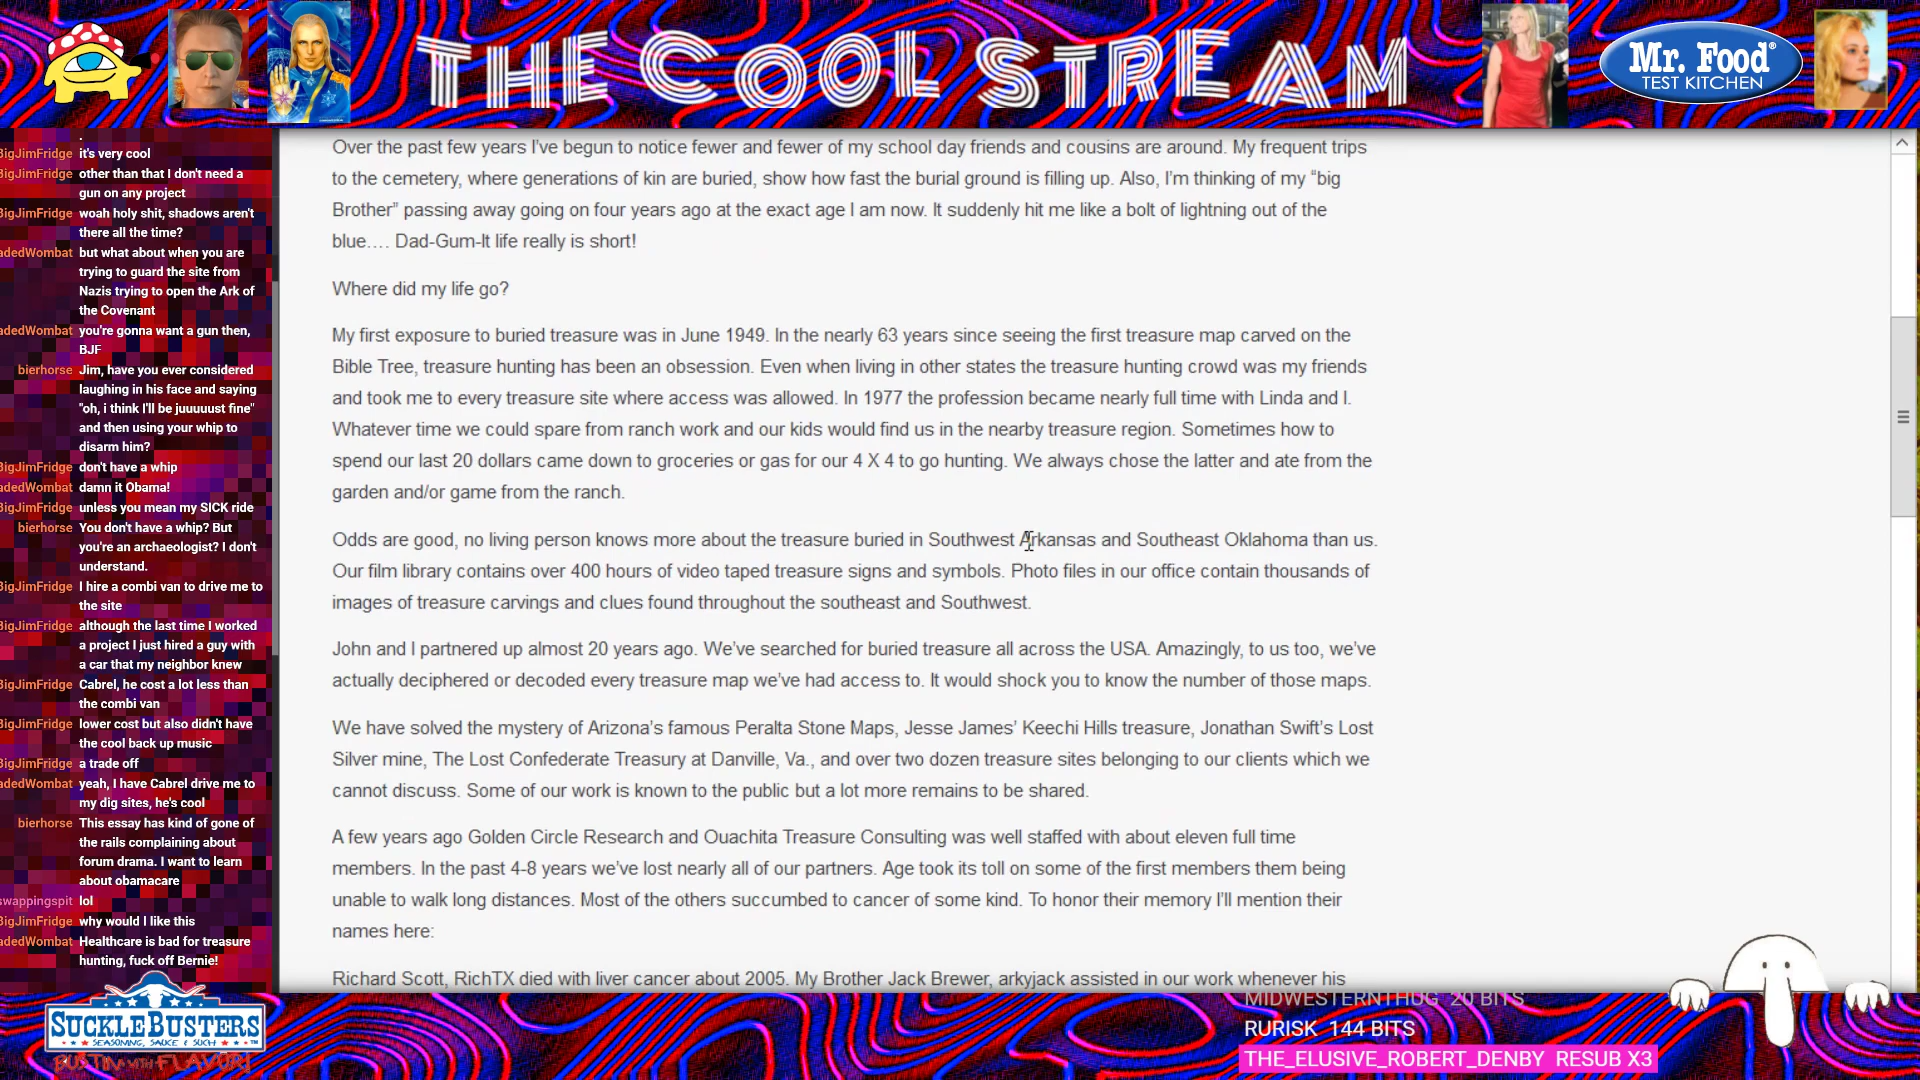 THE COOL STREAM
Mr. Food®
TEST KITCHEN
BigJimFridge it's very cool
BigJimFridge other than that I don't need a
gun on any project
BigJimFridge woah holy shit, shadows aren't
there all the time?
adedWombat but what about when you are
trying to guard the site from
Nazis trying to open the Ark of
the Covenant
adedWombat you're gonna want a gun then,
BJF
bierhorse Jim, have you ever considered
laughing in his face and saying
"oh, i think I'll be juuuuust fine"
and then using your whip to
disarm him?
BigJimFridge don't have a whip
adedWombat damn it Obama!
BigJimFridge unless you mean my SICK ride
bierhorse You don't have a whip? But
you're an archaeologist? I don't
understand.
BigJimFridge I hire a combi van to drive me to
the site
BigJimFridge although the last time I worked
a project I just hired a guy with
a car that my neighbor knew
BigJimFridge Cabrel, he cost a lot less than
the combi van
BigJimFridge lower cost but also didn't have
the cool back up music
BigJimFridge a trade off
adedWombat yeah, I have Cabrel drive me to
my dig sites, he's cool
bierhorse This essay has kind of gone of
the rails complaining about
forum drama. I want to learn
about obamacare
swappingspit lol
BigJimFridge why would I like this
adedWombat Healthcare is bad for treasure
hunting, fuck off Bernie!
Over the past few years I've begun to notice fewer and fewer of my school day friends and cousins are around. My frequent trips
to the cemetery, where generations of kin are buried, show how fast the burial ground is filling up. Also, I'm thinking of my “big
Brother” passing away going on four years ago at the exact age I am now. It suddenly hit me like a bolt of lightning out of the
blue…. Dad-Gum-It life really is short!
Where did my life go?
My first exposure to buried treasure was in June 1949. In the nearly 63 years since seeing the first treasure map carved on the
Bible Tree, treasure hunting has been an obsession. Even when living in other states the treasure hunting crowd was my friends
and took me to every treasure site where access was allowed. In 1977 the profession became nearly full time with Linda and I.
Whatever time we could spare from ranch work and our kids would find us in the nearby treasure region. Sometimes how to
spend our last 20 dollars came down to groceries or gas for our 4 X 4 to go hunting. We always chose the latter and ate from the
garden and/or game from the ranch.
Odds are good, no living person knows more about the treasure buried in Southwest Arkansas and Southeast Oklahoma than us.
Our film library contains over 400 hours of video taped treasure signs and symbols. Photo files in our office contain thousands of
images of treasure carvings and clues found throughout the southeast and Southwest.
John and I partnered up almost 20 years ago. We've searched for buried treasure all across the USA. Amazingly, to us too, we've
actually deciphered or decoded every treasure map we've had access to. It would shock you to know the number of those maps.
We have solved the mystery of Arizona's famous Peralta Stone Maps, Jesse James' Keechi Hills treasure, Jonathan Swift's Lost
Silver mine, The Lost Confederate Treasury at Danville, Va., and over two dozen treasure sites belonging to our clients which we
cannot discuss. Some of our work is known to the public but a lot more remains to be shared.
A few years ago Golden Circle Research and Ouachita Treasure Consulting was well staffed with about eleven full time
members. In the past 4-8 years we've lost nearly all of our partners. Age took its toll on some of the first members them being
unable to walk long distances. Most of the others succumbed to cancer of some kind. To honor their memory I'll mention their
names here:
Richard Scott, RichTX died with liver cancer about 2005. My Brother Jack Brewer, arkyjack assisted in our work whenever his
SUCKLEBUSTERS
SEASONING, SAUCE & SUCH
BUSTIN WITH FLAVOR!
MIDWESTERNTHUG 20 BITS
RURISK 144 BITS
THE_ELUSIVE_ROBERT_DENBY RESUB X3